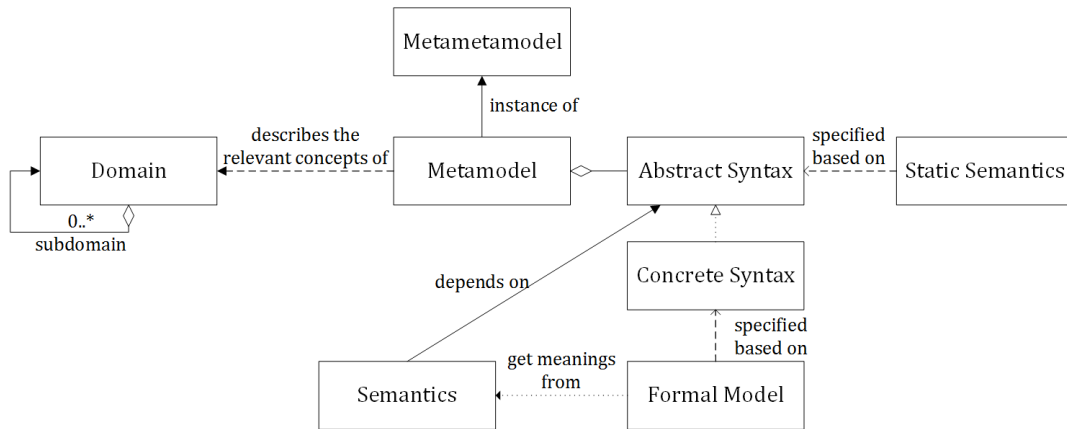 Metametamodel
instance of
describes the
relevant concepts of
specified
based on
Domain
Metamodel
Abstract Syntax
Static Semantics
0..*
subdomain
Concrete Syntax
depends on
specified
based on
get meanings
from
Semantics
Formal Model